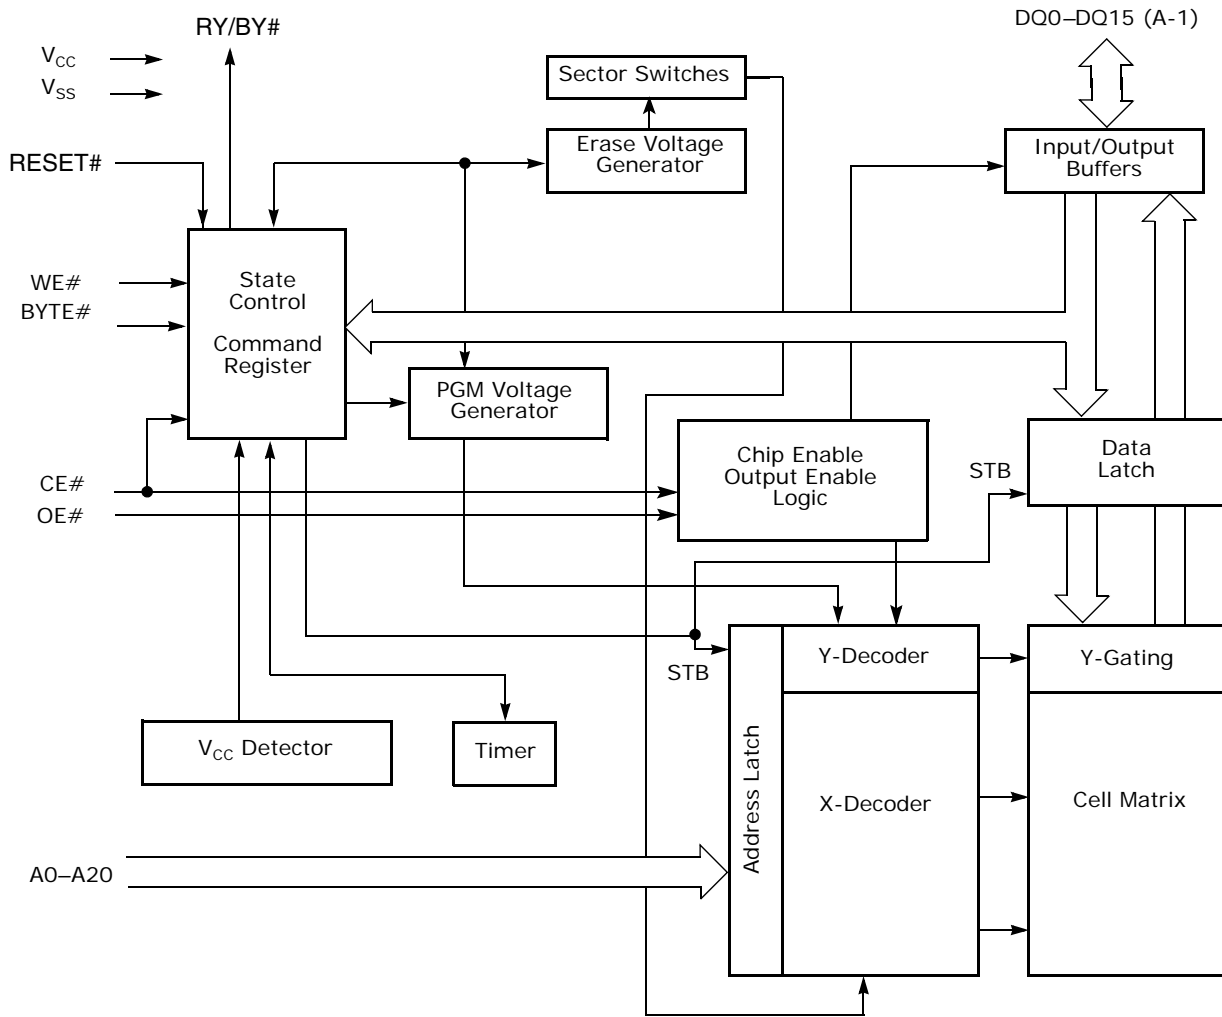 RY/BY#
DQ0–DQ15 (A-1)
VCC
VSS
Sector Switches
Erase Voltage
Generator
Input/Output
Buffers
RESET#
WE#
BYTE#
State
Control
Command
Register
PGM Voltage
Generator
Chip Enable
Output Enable
Logic
Data
Latch
STB
CE#
OE#
STB
Y-Decoder
Y-Gating
VCC Detector
Timer
Address Latch
X-Decoder
Cell Matrix
A0–A20